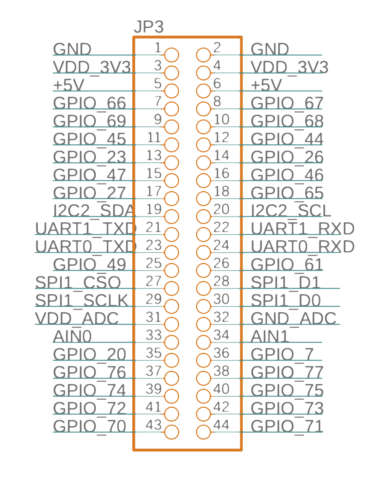 JP3
GND 1 2 GND
VDD_3V3 3 4 VDD_3V3
+5V 5 6 +5V
GPIO_66 7 8 GPIO_67
GPIO_69 9 10 GPIO_68
GPIO_45 11 12 GPIO_44
GPIO_23 13 14 GPIO_26
GPIO_47 15 16 GPIO_46
GPIO_27 17 18 GPIO_65
I2C2_SDA 19 20 I2C2_SCL
UART1_TXD 21 22 UART1_RXD
UART0_TXD 23 24 UART0_RXD
GPIO_49 25 26 GPIO_61
SPI1_CSO 27 28 SPI1_D1
SPI1_SCLK 29 30 SPI1_D0
VDD_ADC 31 32 GND_ADC
AIN0 33 34 AIN1
GPIO_20 35 36 GPIO_7
GPIO_76 37 38 GPIO_77
GPIO_74 39 40 GPIO_75
GPIO_72 41 42 GPIO_73
GPIO_70 43 44 GPIO_71